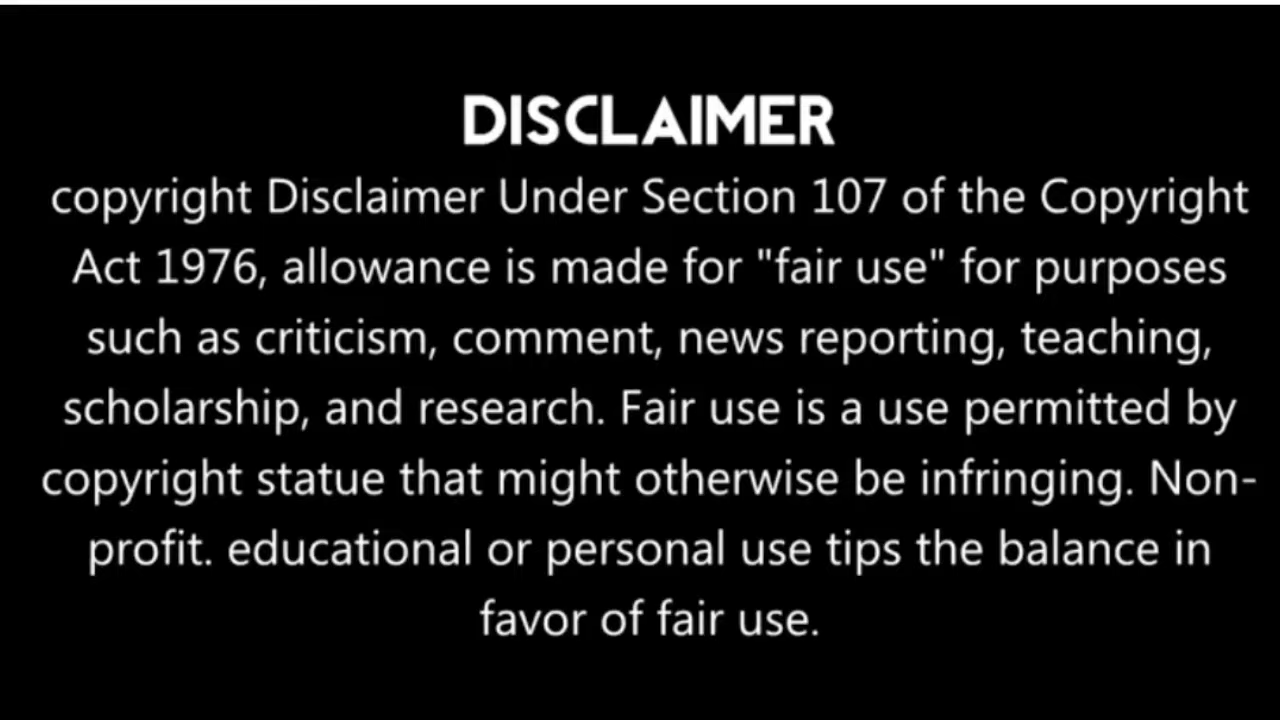 DISCLAIMER
copyright Disclaimer Under Section 107 of the Copyright
Act 1976, allowance is made for "fair use" for purposes
such as criticism, comment, news reporting, teaching,
scholarship, and research. Fair use is a use permitted by
copyright statue that might otherwise be infringing. Non-
profit. educational or personal use tips the balance in
favor of fair use.